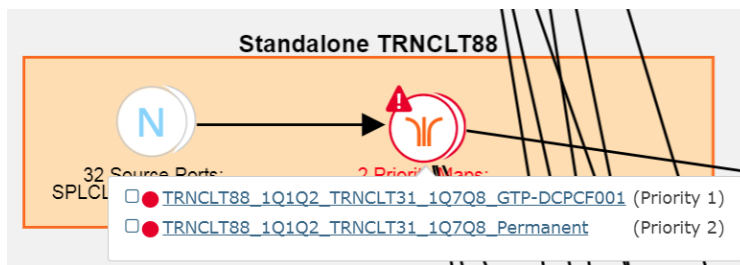 Standalone TRNCLT88
N
32 Source Ports:
2 Priority Maps:
SPLCL
TRNCLT88_1Q1Q2_TRNCLT31_1Q7Q8_GTP-DCPCF001 (Priority 1)
TRNCLT88_1Q1Q2_TRNCLT31_1Q7Q8_Permanent (Priority 2)